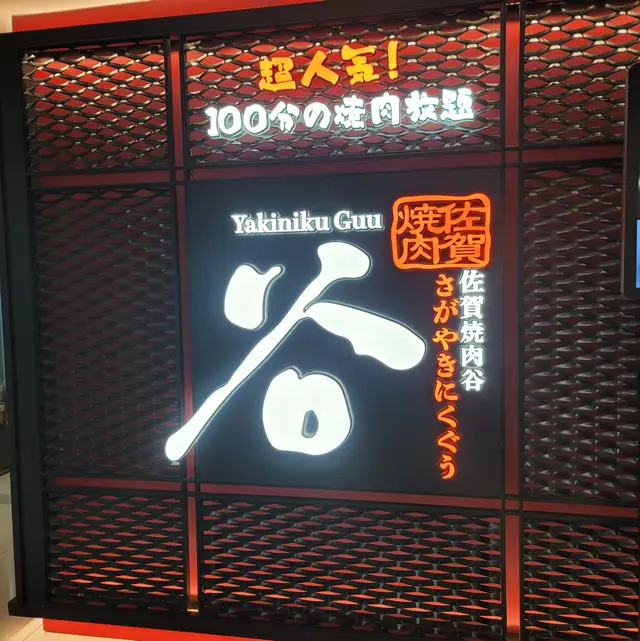 超人気!
100分の焼肉放題
Yakiniku Guu
佐賀焼肉
谷
佐賀焼肉谷
さがやきにくぐう